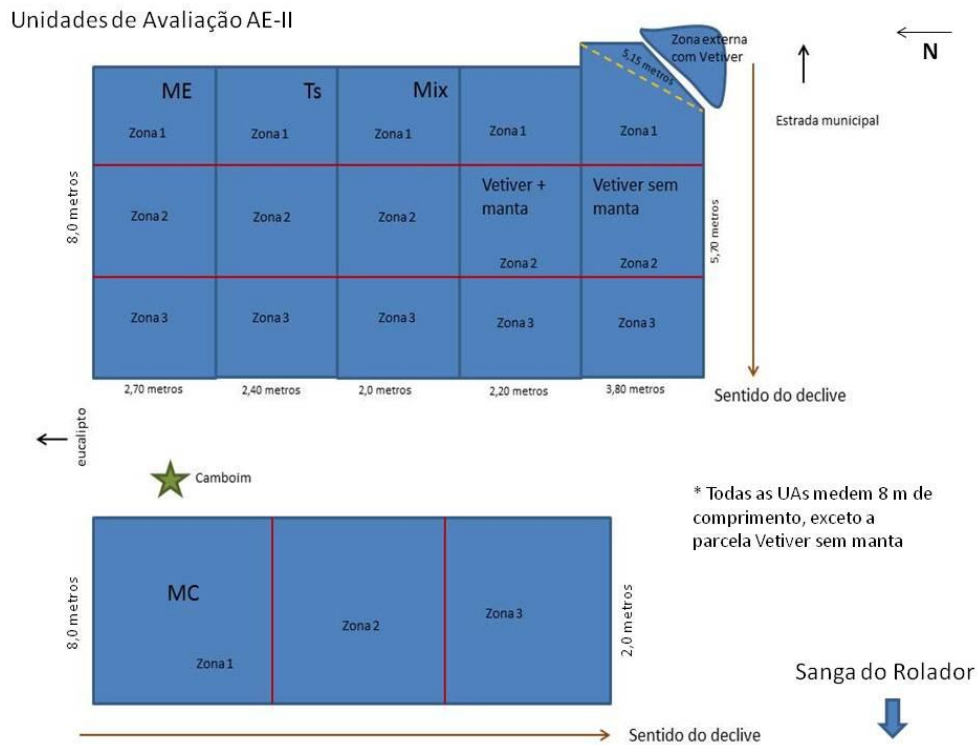 Unidades de Avaliação AE-II
Zona externa
com Vetiver
N
5,15 metros
Estrada municipal
ME
Ts
Mix
Zona 1
Zona 1
Zona 1
Zona 1
Zona 1
8,0 metros
Vetiver +
manta
Vetiver sem
manta
Zona 2
Zona 2
Zona 2
Zona 2
Zona 2
5,70 metros
Zona 3
Zona 3
Zona 3
Zona 3
Zona 3
2,70 metros
2,40 metros
2,0 metros
2,20 metros
3,80 metros
Sentido do declive
eucalipto
Camboim
* Todas as UAs medem 8 m de
comprimento, exceto a
parcela Vetiver sem manta
8,0 metros
MC
Zona 1
Zona 2
Zona 3
2,0 metros
Sanga do Rolador
Sentido do declive